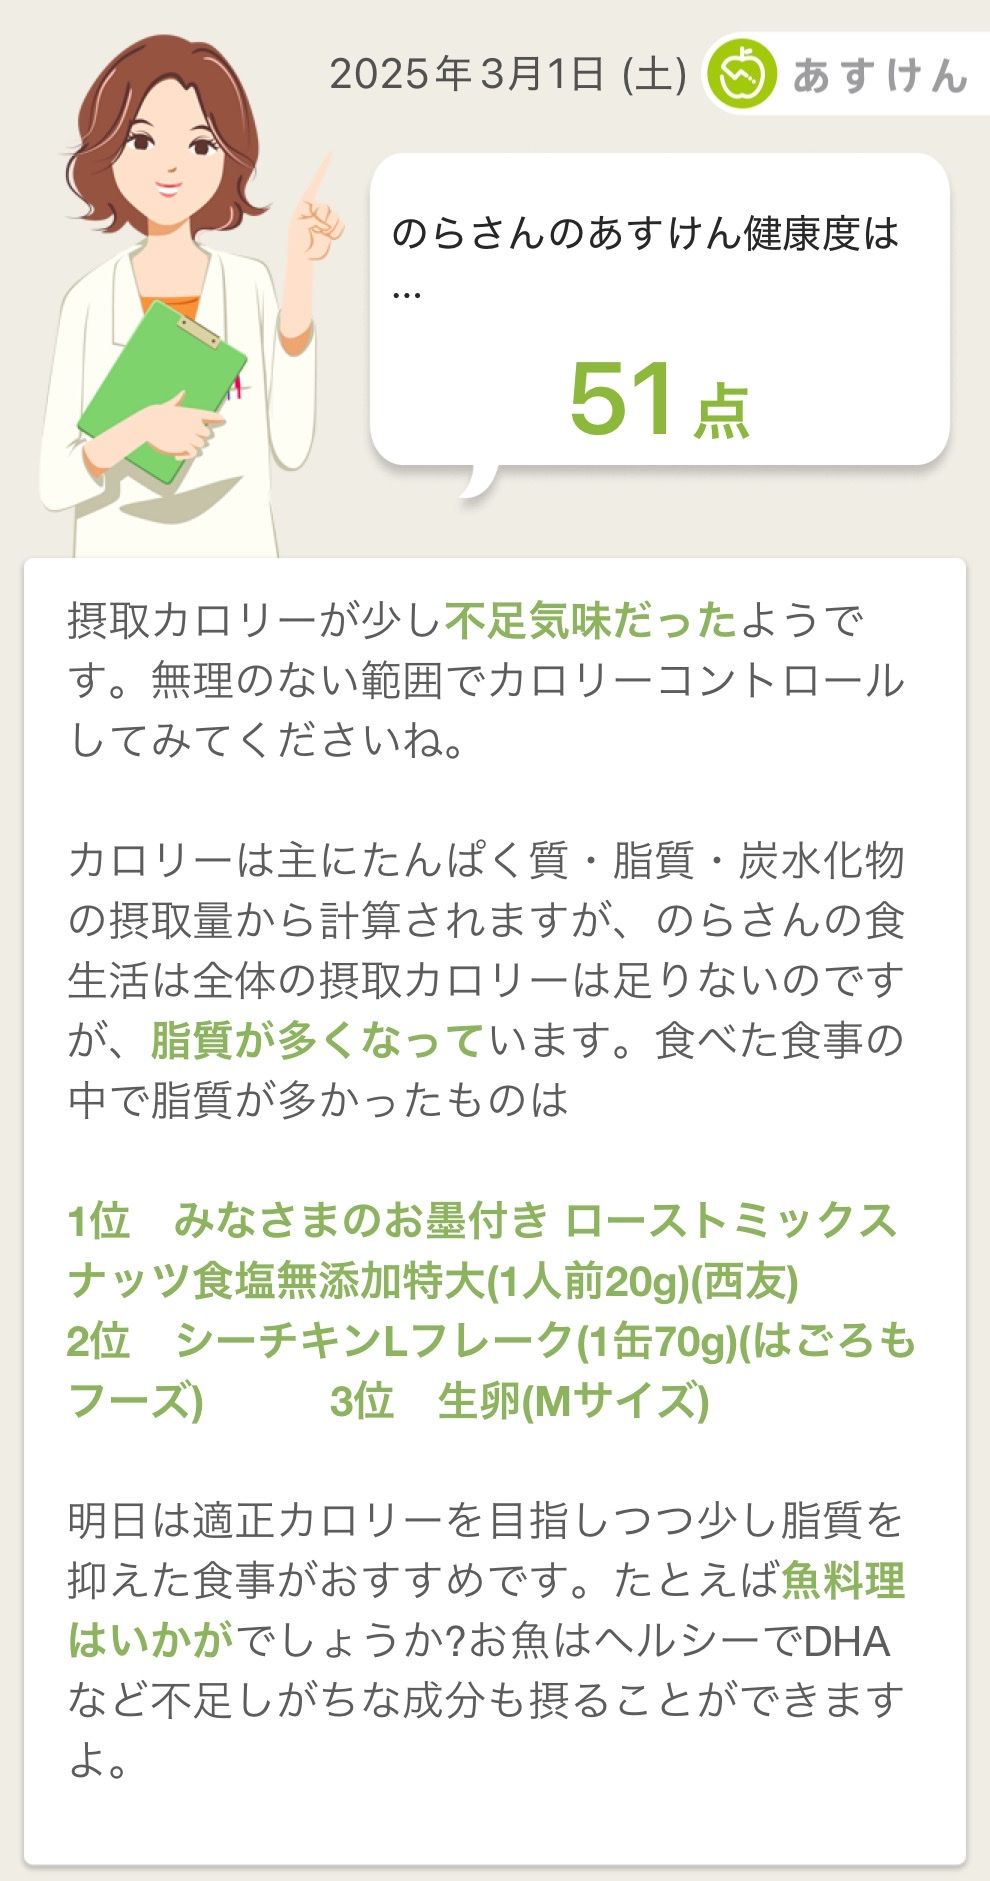 2025年3月1日 (土)
あすけん
のらさんのあすけん健康度は
...
51点
摂取カロリーが少し不足気味だったようで
す。無理のない範囲でカロリーコントロール
してみてくださいね。
カロリーは主にたんぱく質・脂質・炭水化物
の摂取量から計算されますが、のらさんの食
生活は全体の摂取カロリーは足りないのです
が、脂質が多くなっています。食べた食事の
中で脂質が多かったものは
1位　みなさまのお墨付き ローストミックス
ナッツ食塩無添加特大(1人前20g)(西友)
2位　シーチキンLフレーク(1缶70g)(はごろも
フーズ)　　　3位　生卵(Mサイズ)
明日は適正カロリーを目指しつつ少し脂質を
抑えた食事がおすすめです。たとえば魚料理
はいかがでしょうか?お魚はヘルシーでDHA
など不足しがちな成分も摂ることができます
よ。